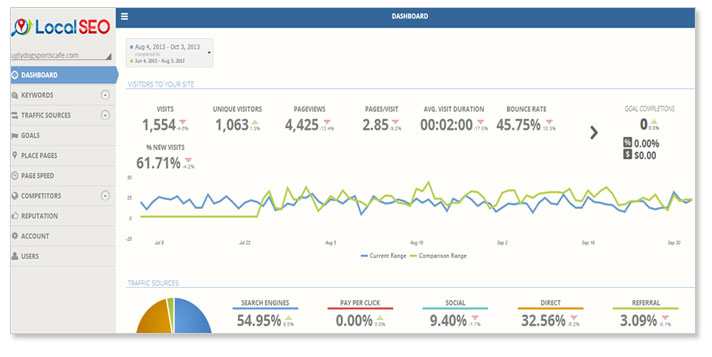 Local SEO
DASHBOARD
uglydogsportscafe.com
Aug 4, 2013 - Oct 3, 2013
compared to
Jun 4, 2013 - Aug 3, 2013
DASHBOARD
KEYWORDS
TRAFFIC SOURCES
GOALS
PLACE PAGES
PAGE SPEED
COMPETITORS
REPUTATION
ACCOUNT
USERS
VISITORS TO YOUR SITE
VISITS UNIQUE VISITORS PAGEVIEWS PAGES/VISIT AVG. VISIT DURATION BOUNCE RATE GOAL COMPLETIONS
1,554 1,063 4,425 2.85 00:02:00 45.75% 0
-4.6% 1.3% -13.4% -9.2% -17.0% 10.3% 0.0%
% 0.00%
$ $0.00
% NEW VISITS
61.71%
-4.2%
50
25
0
-25
Jul 8 Jul 22 Aug 5 Aug 19 Sep 2 Sep 16 Sep 30
Current Range Comparison Range
TRAFFIC SOURCES
SEARCH ENGINES PAY PER CLICK SOCIAL DIRECT REFERRAL
54.95% 0.00% 9.40% 32.56% 3.09%
0.0% -1.7% -6.2% -0.1%